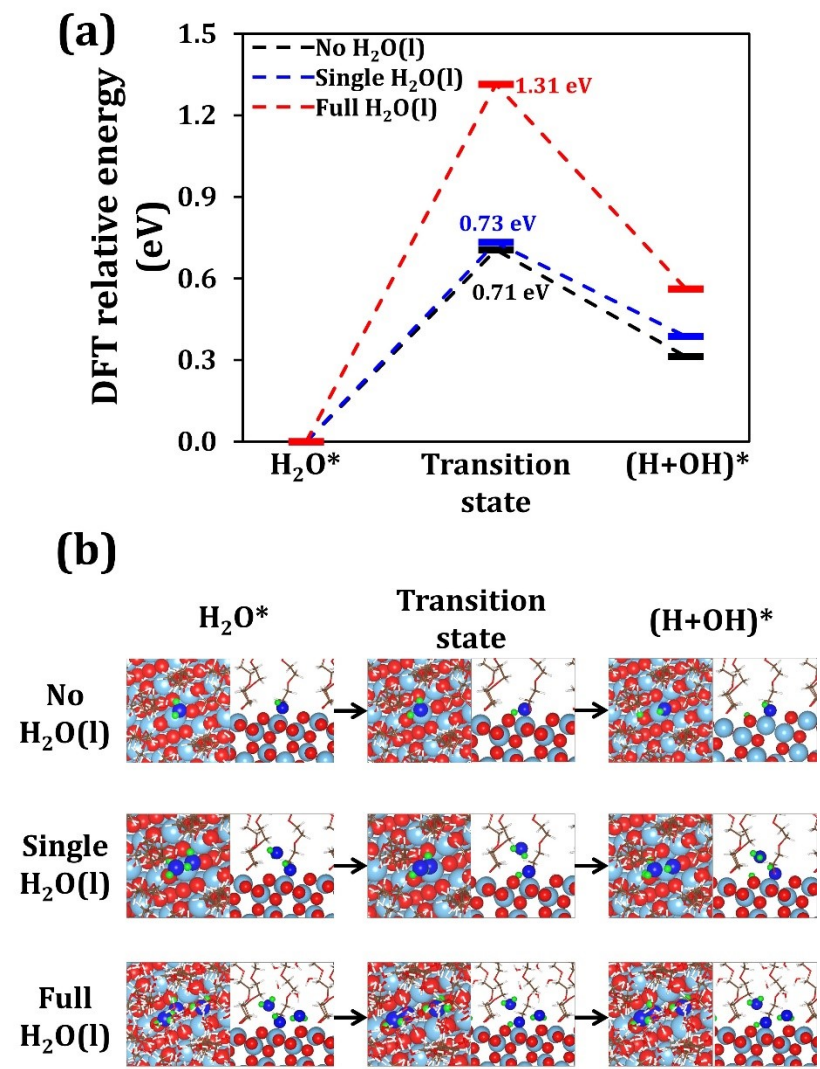 (a)
DFT relative energy
(eV)
1.5
1.2
0.9
0.6
0.3
0.0
No H₂O(l)
Single H₂O(l)
Full H₂O(l)
1.31 eV
0.73 eV
0.71 eV
H₂O*
Transition
state
(H+OH)*
(b)
H₂O*
Transition
state
(H+OH)*
No
H₂O(l)
Single
H₂O(l)
Full
H₂O(l)